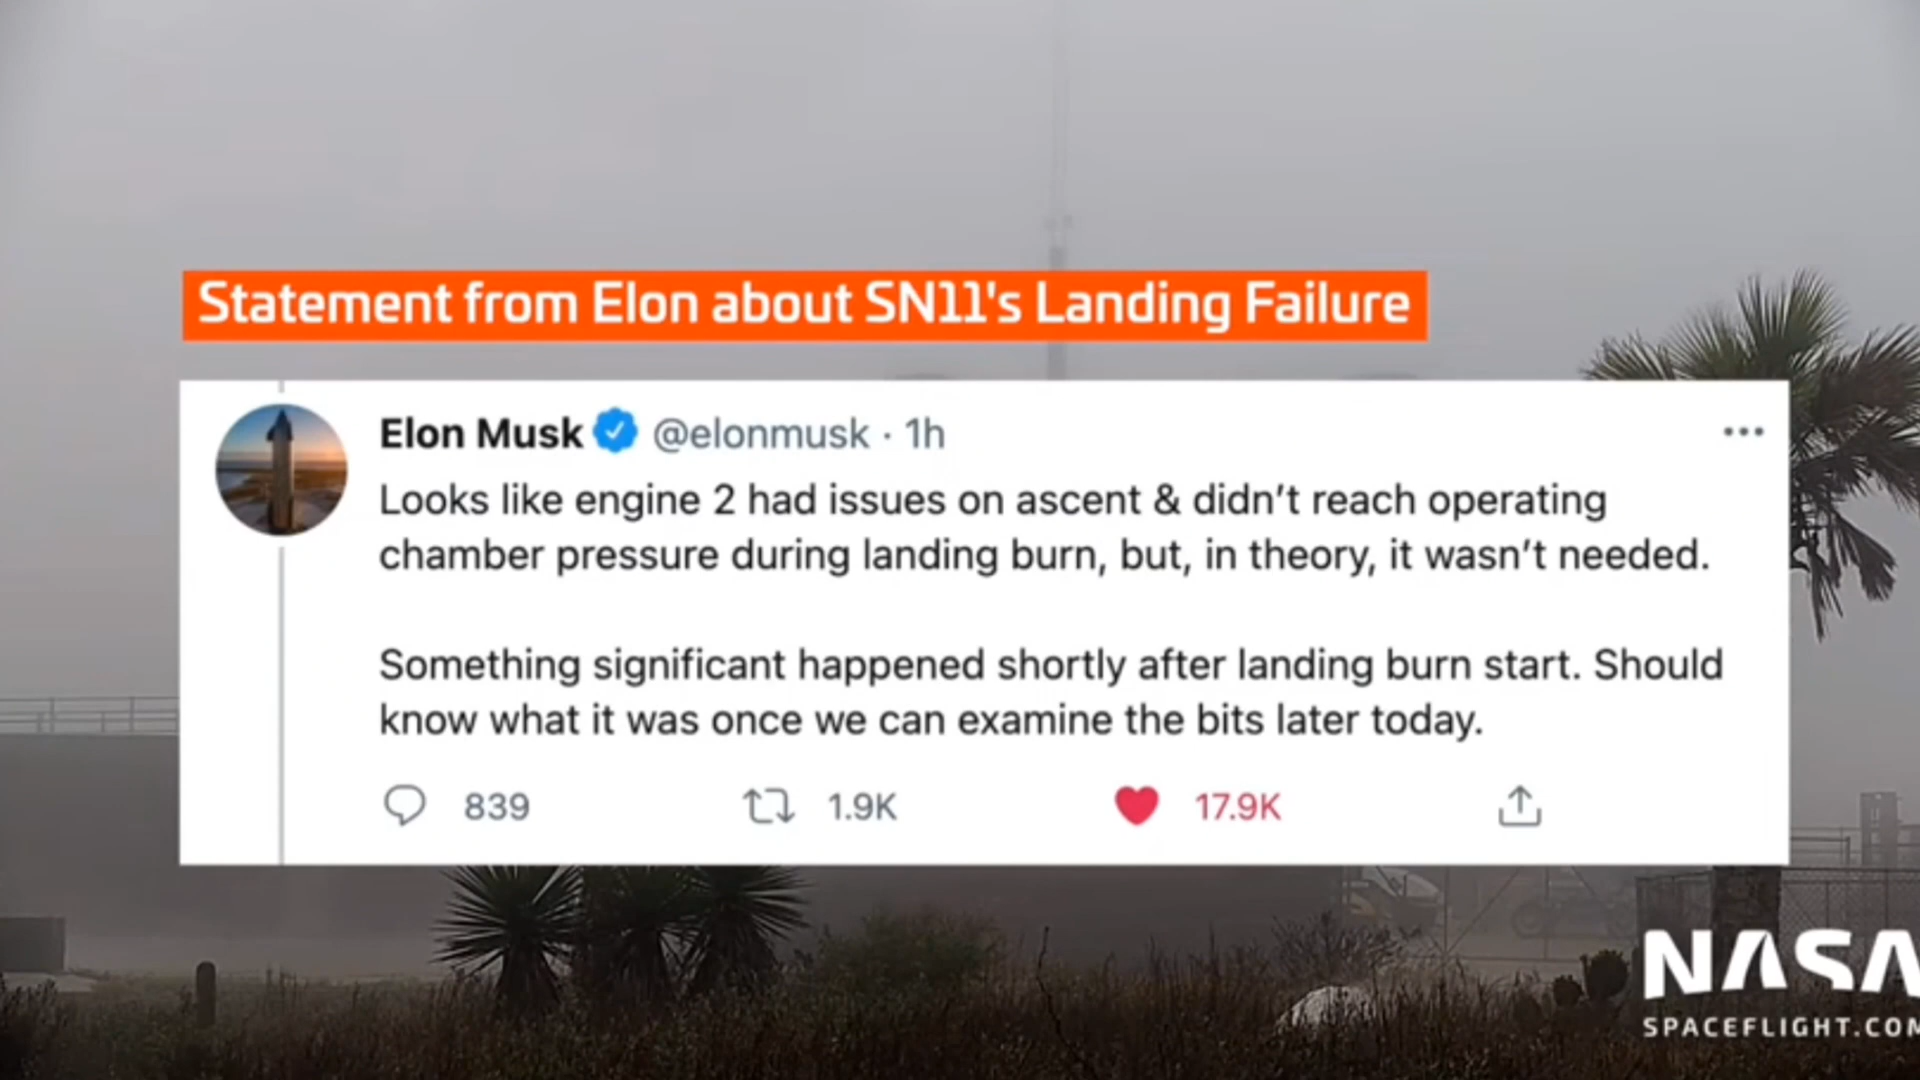 Statement from Elon about SN11's Landing Failure
Elon Musk @elonmusk · 1h
Looks like engine 2 had issues on ascent & didn’t reach operating
chamber pressure during landing burn, but, in theory, it wasn’t needed.
Something significant happened shortly after landing burn start. Should
know what it was once we can examine the bits later today.
839 1.9K 17.9K
NASA
SPACEFLIGHT.COM